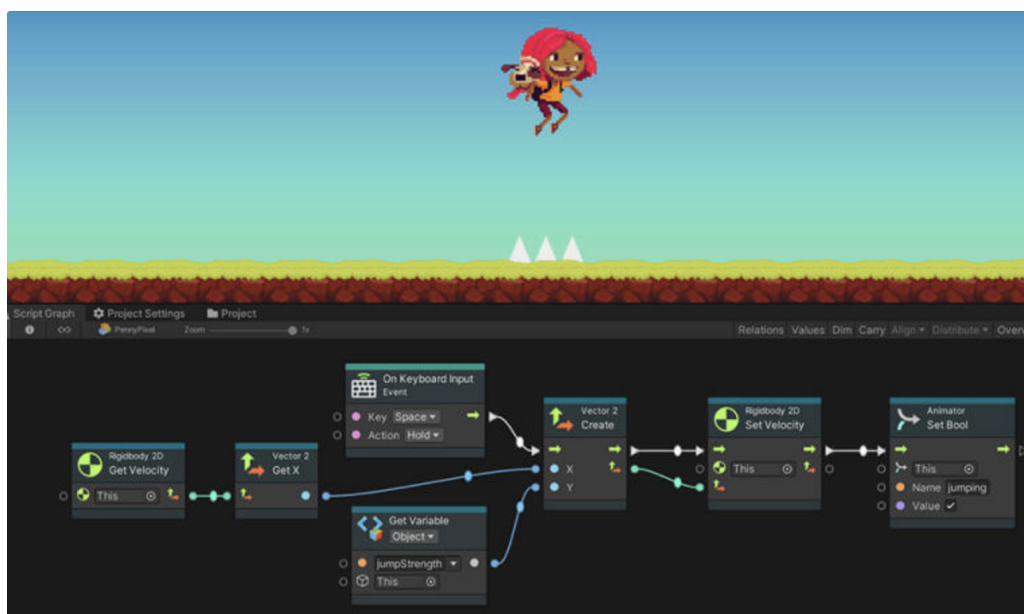 Script Graph
Project Settings
Project
PennyPixel
Zoom
1x
Relations
Values
Dim
Carry
Align
Distribute
Overv
On Keyboard Input
Event
Key Space
Action Hold
Vector 2
Create
X
Y
Rigidbody 2D
Set Velocity
This
Animator
Set Bool
This
Name jumping
Value
Rigidbody 2D
Get Velocity
This
Vector 2
Get X
Get Variable
Object
jumpStrength
This